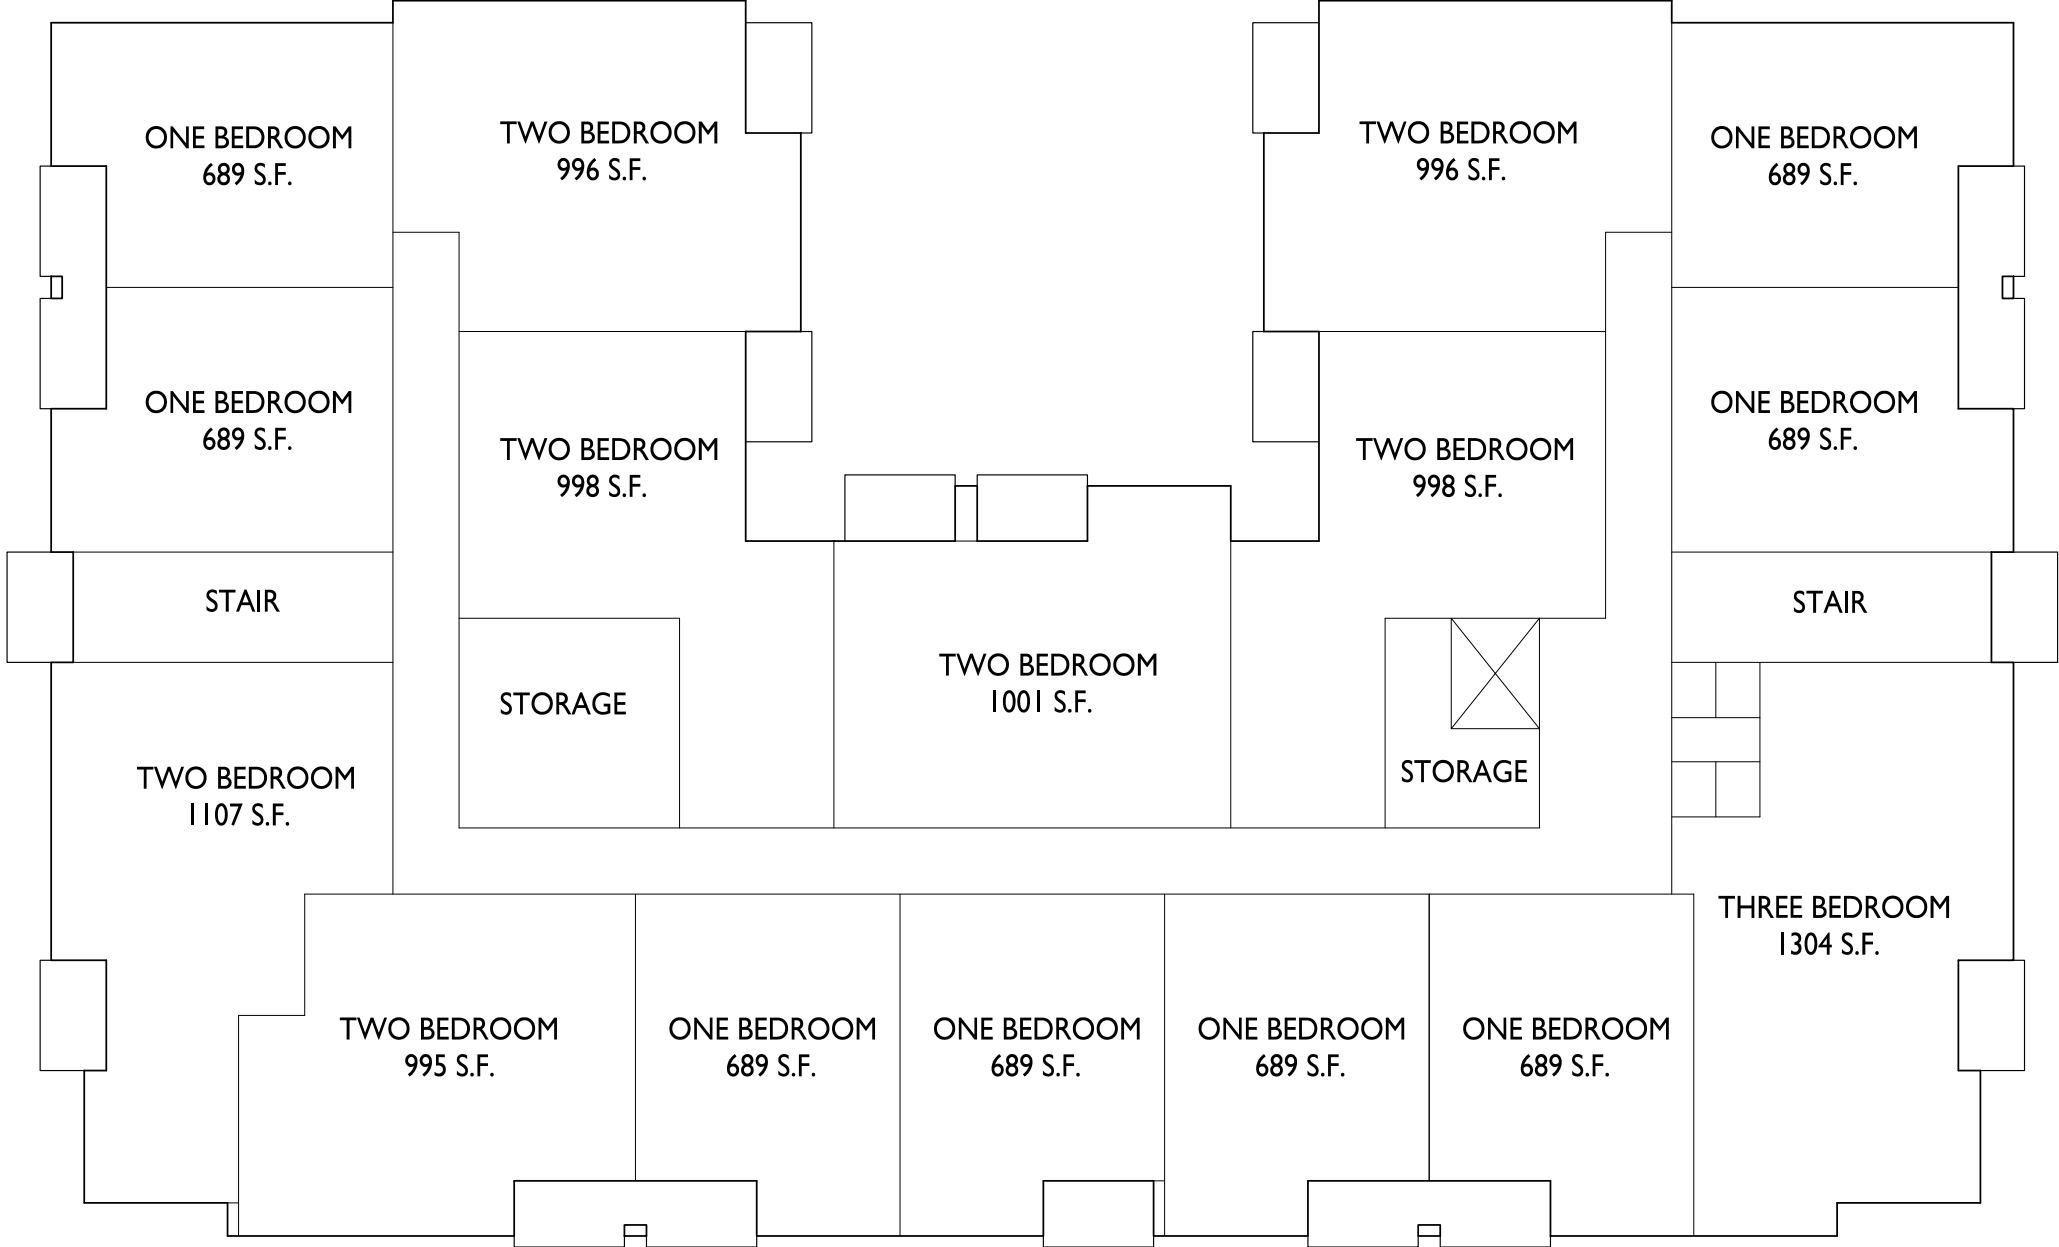 ONE BEDROOM
689 S.F.
TWO BEDROOM
996 S.F.
TWO BEDROOM
996 S.F.
ONE BEDROOM
689 S.F.
ONE BEDROOM
689 S.F.
TWO BEDROOM
998 S.F.
TWO BEDROOM
998 S.F.
ONE BEDROOM
689 S.F.
STAIR
STAIR
TWO BEDROOM
1001 S.F.
STORAGE
STORAGE
TWO BEDROOM
1107 S.F.
THREE BEDROOM
1304 S.F.
TWO BEDROOM
995 S.F.
ONE BEDROOM
689 S.F.
ONE BEDROOM
689 S.F.
ONE BEDROOM
689 S.F.
ONE BEDROOM
689 S.F.